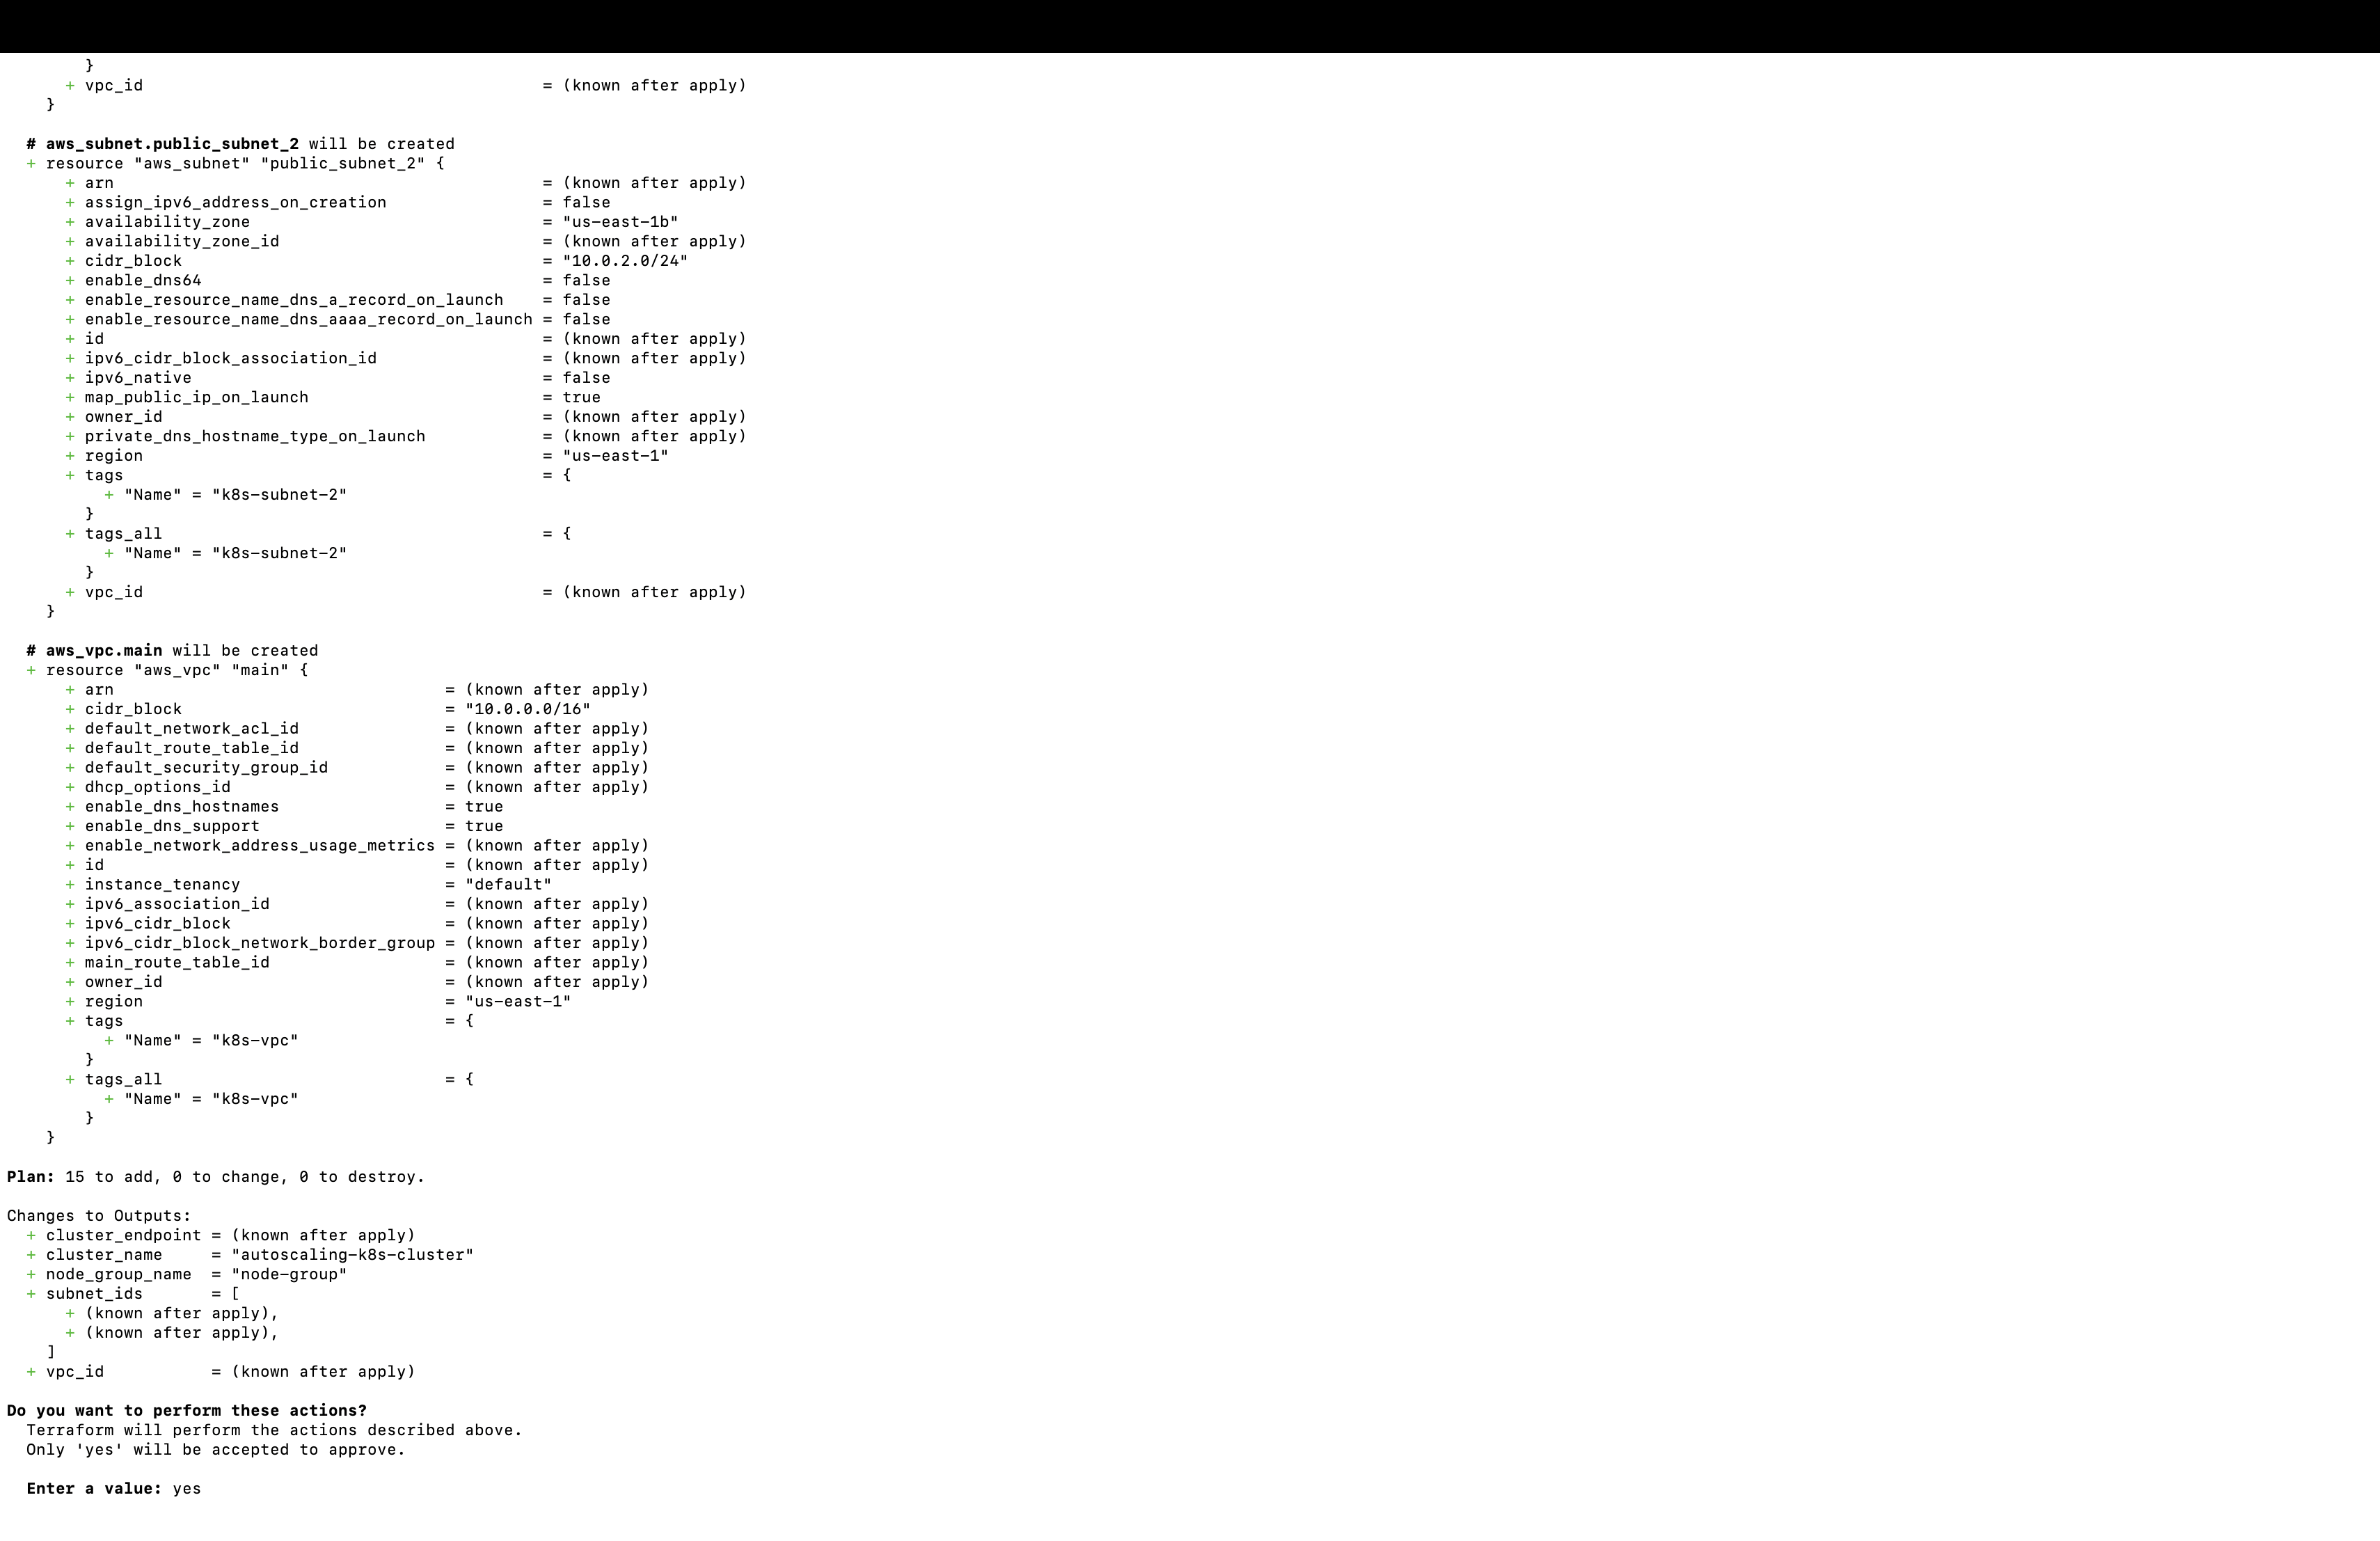 }
      + vpc_id                                         = (known after apply)
    }

  # aws_subnet.public_subnet_2 will be created
  + resource "aws_subnet" "public_subnet_2" {
      + arn                                            = (known after apply)
      + assign_ipv6_address_on_creation                = false
      + availability_zone                              = "us-east-1b"
      + availability_zone_id                           = (known after apply)
      + cidr_block                                     = "10.0.2.0/24"
      + enable_dns64                                   = false
      + enable_resource_name_dns_a_record_on_launch    = false
      + enable_resource_name_dns_aaaa_record_on_launch = false
      + id                                             = (known after apply)
      + ipv6_cidr_block_association_id                 = (known after apply)
      + ipv6_native                                    = false
      + map_public_ip_on_launch                        = true
      + owner_id                                       = (known after apply)
      + private_dns_hostname_type_on_launch            = (known after apply)
      + region                                         = "us-east-1"
      + tags                                           = {
          + "Name" = "k8s-subnet-2"
        }
      + tags_all                                       = {
          + "Name" = "k8s-subnet-2"
        }
      + vpc_id                                         = (known after apply)
    }

  # aws_vpc.main will be created
  + resource "aws_vpc" "main" {
      + arn                                  = (known after apply)
      + cidr_block                           = "10.0.0.0/16"
      + default_network_acl_id               = (known after apply)
      + default_route_table_id               = (known after apply)
      + default_security_group_id            = (known after apply)
      + dhcp_options_id                      = (known after apply)
      + enable_dns_hostnames                 = true
      + enable_dns_support                   = true
      + enable_network_address_usage_metrics = (known after apply)
      + id                                   = (known after apply)
      + instance_tenancy                     = "default"
      + ipv6_association_id                  = (known after apply)
      + ipv6_cidr_block                      = (known after apply)
      + ipv6_cidr_block_network_border_group = (known after apply)
      + main_route_table_id                  = (known after apply)
      + owner_id                             = (known after apply)
      + region                               = "us-east-1"
      + tags                                 = {
          + "Name" = "k8s-vpc"
        }
      + tags_all                             = {
          + "Name" = "k8s-vpc"
        }
    }

Plan: 15 to add, 0 to change, 0 to destroy.

Changes to Outputs:
  + cluster_endpoint = (known after apply)
  + cluster_name     = "autoscaling-k8s-cluster"
  + node_group_name  = "node-group"
  + subnet_ids       = [
      + (known after apply),
      + (known after apply),
    ]
  + vpc_id           = (known after apply)

Do you want to perform these actions?
  Terraform will perform the actions described above.
  Only 'yes' will be accepted to approve.

  Enter a value: yes